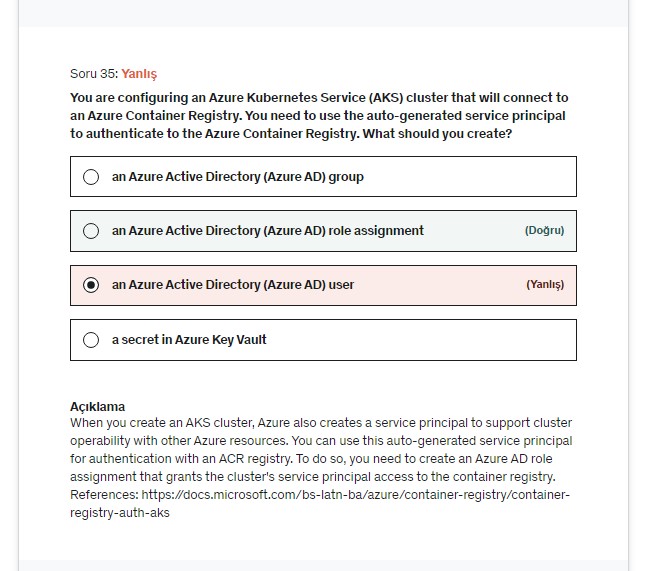 Soru 35: Yanlış
You are configuring an Azure Kubernetes Service (AKS) cluster that will connect to
an Azure Container Registry. You need to use the auto-generated service principal
to authenticate to the Azure Container Registry. What should you create?
an Azure Active Directory (Azure AD) group
an Azure Active Directory (Azure AD) role assignment (Doğru)
an Azure Active Directory (Azure AD) user (Yanlış)
a secret in Azure Key Vault
Açıklama
When you create an AKS cluster, Azure also creates a service principal to support cluster
operability with other Azure resources. You can use this auto-generated service principal
for authentication with an ACR registry. To do so, you need to create an Azure AD role
assignment that grants the cluster's service principal access to the container registry.
References: https://docs.microsoft.com/bs-latn-ba/azure/container-registry/container-
registry-auth-aks